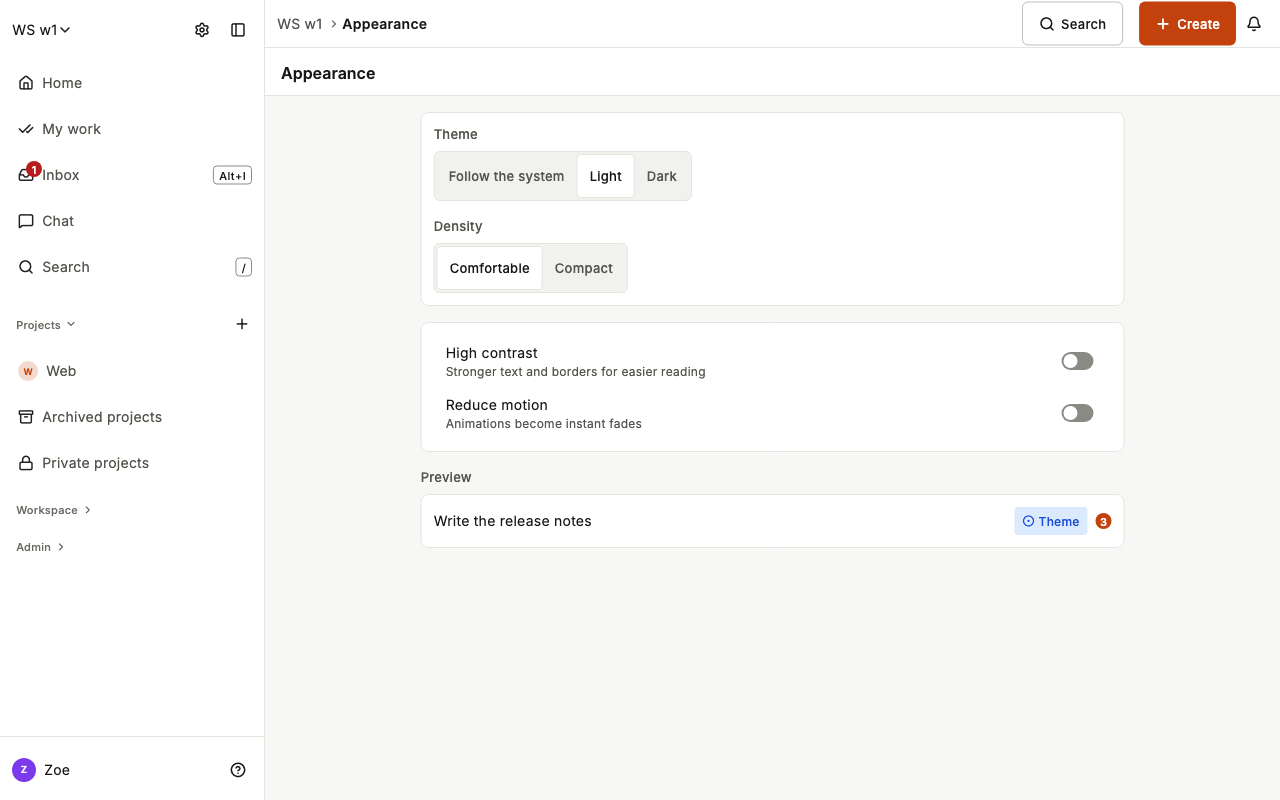 WS w1
Home
My work
1
Inbox
Alt+I
Chat
Search
/
Projects
W
Web
Archived projects
Private projects
Workspace
Admin
Z
Zoe
WS w1 > Appearance
Search
Create
Appearance
Theme
Follow the system
Light
Dark
Density
Comfortable
Compact
High contrast
Stronger text and borders for easier reading
Reduce motion
Animations become instant fades
Preview
Write the release notes
Theme
3